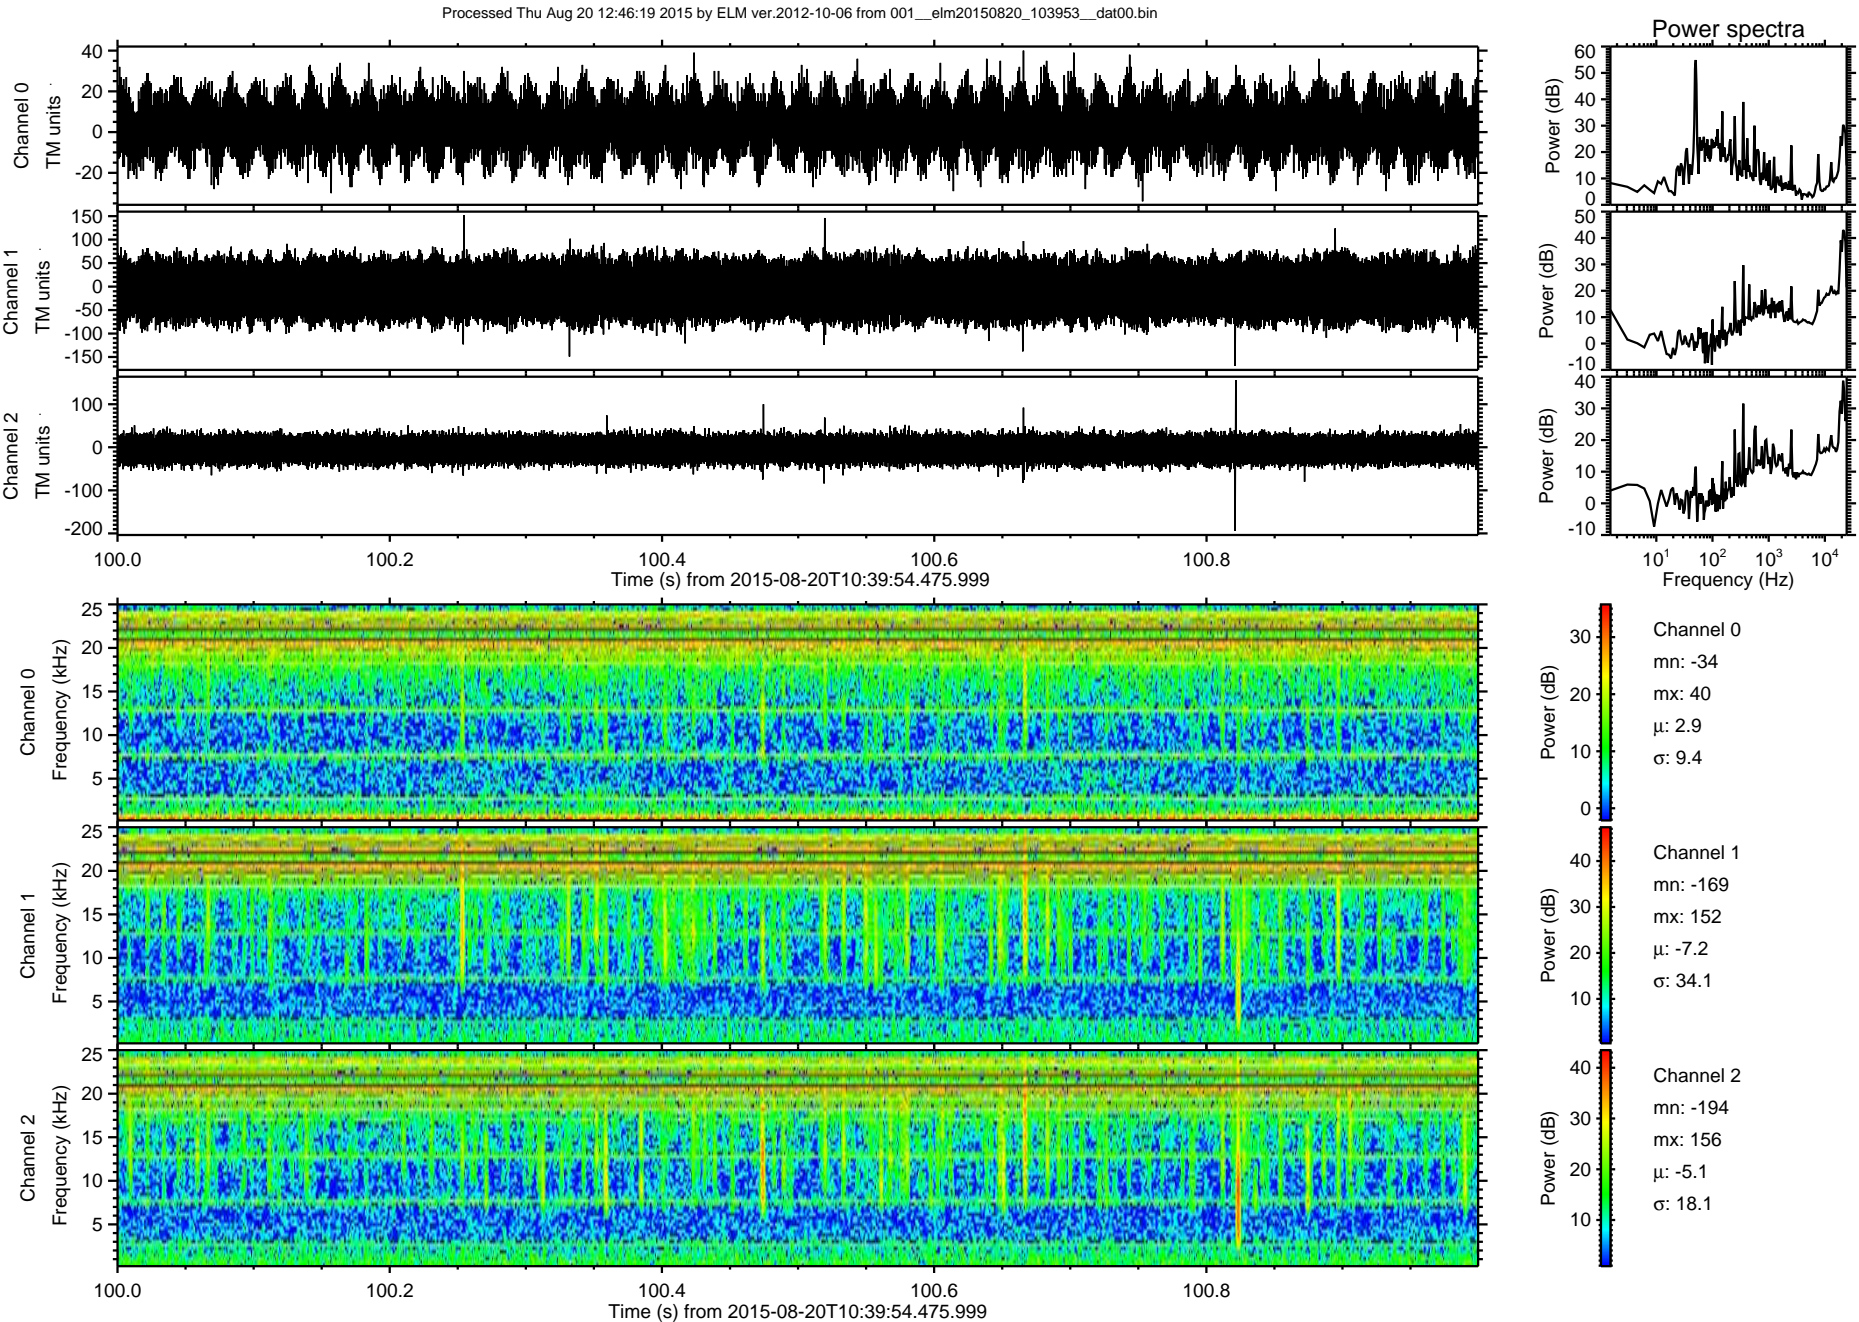 Processed Thu Aug 20 12:46:19 2015 by ELM ver.2012-10-06 from 001__elm20150820_103953__dat00.bin
Power spectra
Channel 0
TM units
40
20
0
-20
Power (dB)
60
50
40
30
20
10
0
Channel 1
TM units
150
100
50
0
-50
-100
-150
Power (dB)
50
40
30
20
10
0
-10
Channel 2
TM units
100
0
-100
-200
Power (dB)
40
30
20
10
0
-10
100.0 100.2 100.4 100.6 100.8
Time (s) from 2015-08-20T10:39:54.475.999
10¹ 10² 10³ 10⁴
Frequency (Hz)
Channel 0
Frequency (kHz)
25
20
15
10
5
Power (dB)
30
20
10
0
Channel 0
mn: -34
mx: 40
µ: 2.9
σ: 9.4
Channel 1
Frequency (kHz)
25
20
15
10
5
Power (dB)
40
30
20
10
Channel 1
mn: -169
mx: 152
µ: -7.2
σ: 34.1
Channel 2
Frequency (kHz)
25
20
15
10
5
Power (dB)
40
30
20
10
Channel 2
mn: -194
mx: 156
µ: -5.1
σ: 18.1
100.0 100.2 100.4 100.6 100.8
Time (s) from 2015-08-20T10:39:54.475.999